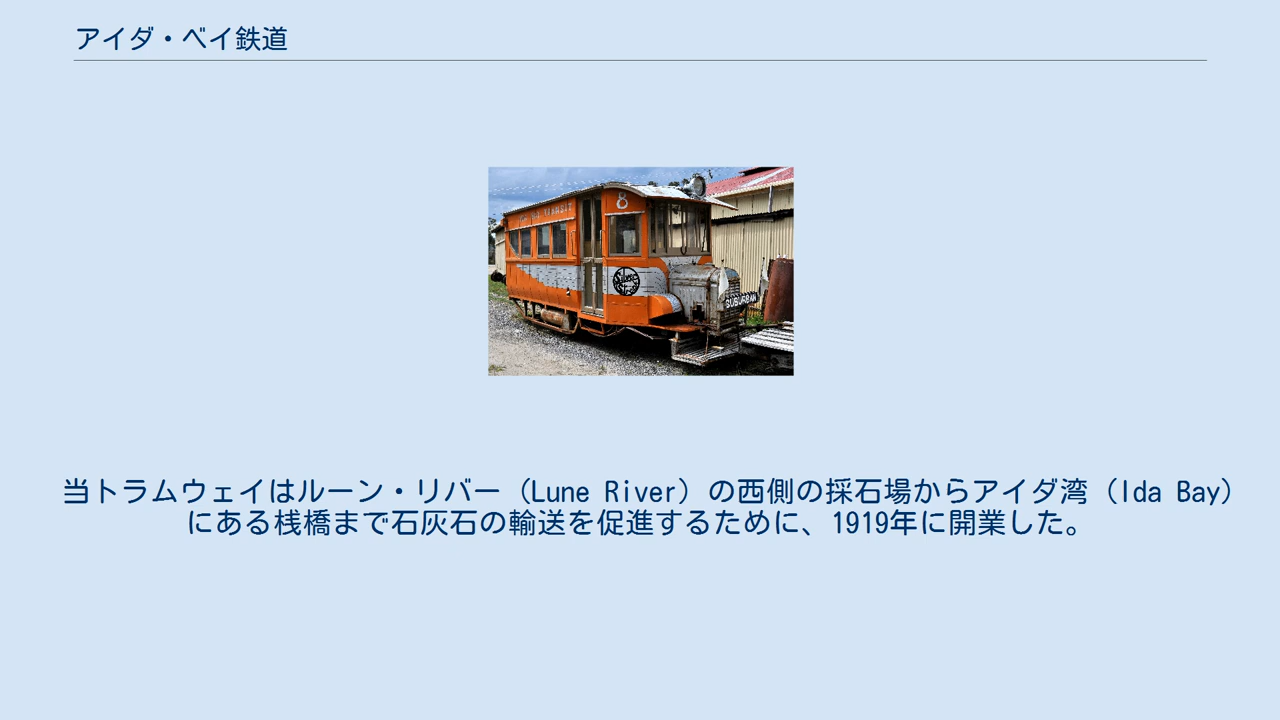 アイダ・ベイ鉄道
8
SUBURBAN
当トラムウェイはルーン・リバー（Lune River）の西側の採石場からアイダ湾（Ida Bay）
にある桟橋まで石灰石の輸送を促進するために、1919年に開業した。